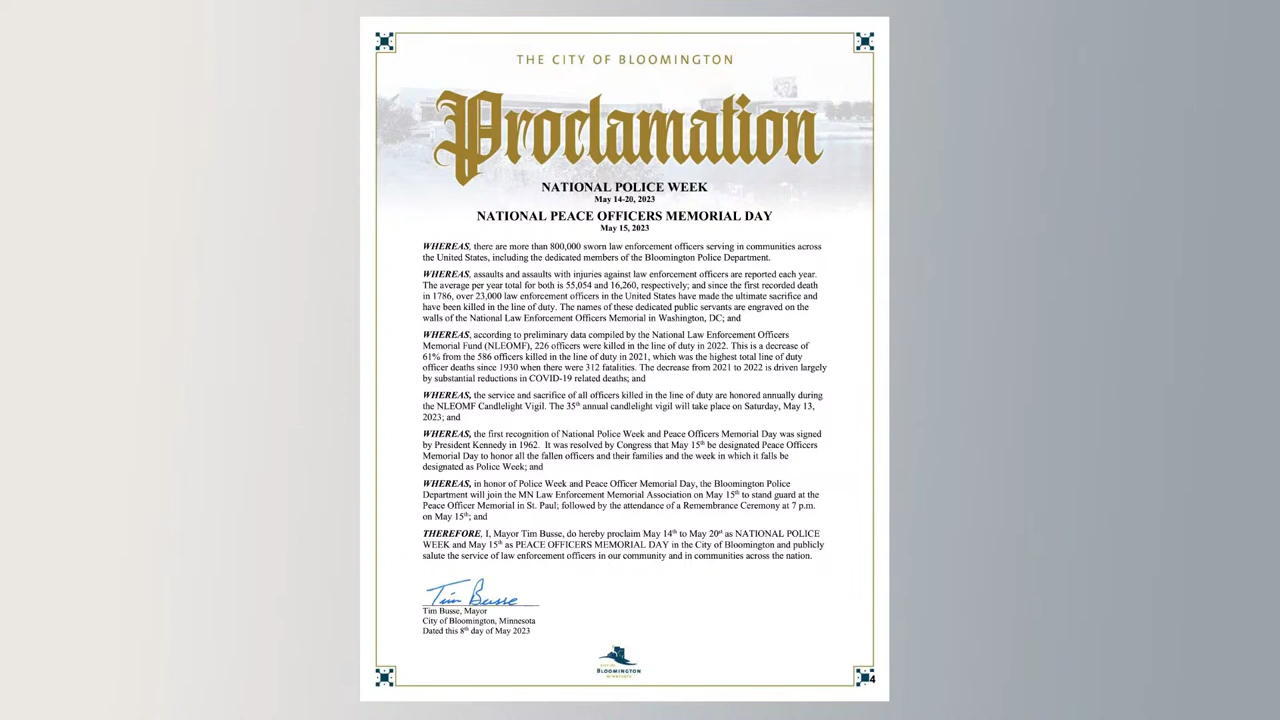 THE CITY OF BLOOMINGTON
Proclamation
NATIONAL POLICE WEEK
May 14-20, 2023
NATIONAL PEACE OFFICERS MEMORIAL DAY
May 15, 2023
WHEREAS, there are more than 800,000 sworn law enforcement officers serving in communities across
the United States, including the dedicated members of the Bloomington Police Department.
WHEREAS, assaults and assaults with injuries against law enforcement officers are reported each year.
The average per year total for both is 55,054 and 16,260, respectively; and since the first recorded death
in 1786, over 23,000 law enforcement officers in the United States have made the ultimate sacrifice and
have been killed in the line of duty. The names of these dedicated public servants are engraved on the
walls of the National Law Enforcement Officers Memorial in Washington, DC; and
WHEREAS, according to preliminary data compiled by the National Law Enforcement Officers
Memorial Fund (NLEOMF), 226 officers were killed in the line of duty in 2022. This is a decrease of
61% from the 586 officers killed in the line of duty in 2021, which was the highest total line of duty
officer deaths since 1930 when there were 312 fatalities. The decrease from 2021 to 2022 is driven largely
by substantial reductions in COVID-19 related deaths; and
WHEREAS, the service and sacrifice of all officers killed in the line of duty are honored annually during
the NLEOMF Candlelight Vigil. The 35th annual candlelight vigil will take place on Saturday, May 13,
2023; and
WHEREAS, the first recognition of National Police Week and Peace Officers Memorial Day was signed
by President Kennedy in 1962. It was resolved by Congress that May 15th be designated Peace Officers
Memorial Day to honor all the fallen officers and their families and the week in which it falls be
designated as Police Week; and
WHEREAS, in honor of Police Week and Peace Officer Memorial Day, the Bloomington Police
Department will join the MN Law Enforcement Memorial Association on May 15th to stand guard at the
Peace Officer Memorial in St. Paul; followed by the attendance of a Remembrance Ceremony at 7 p.m.
on May 15th; and
THEREFORE, I, Mayor Tim Busse, do hereby proclaim May 14th to May 20st as NATIONAL POLICE
WEEK and May 15th as PEACE OFFICERS MEMORIAL DAY in the City of Bloomington and publicly
salute the service of law enforcement officers in our community and in communities across the nation.
Tim Busse
Tim Busse, Mayor
City of Bloomington, Minnesota
Dated this 8th day of May 2023
CITY OF
BLOOMINGTON
MINNESOTA
4